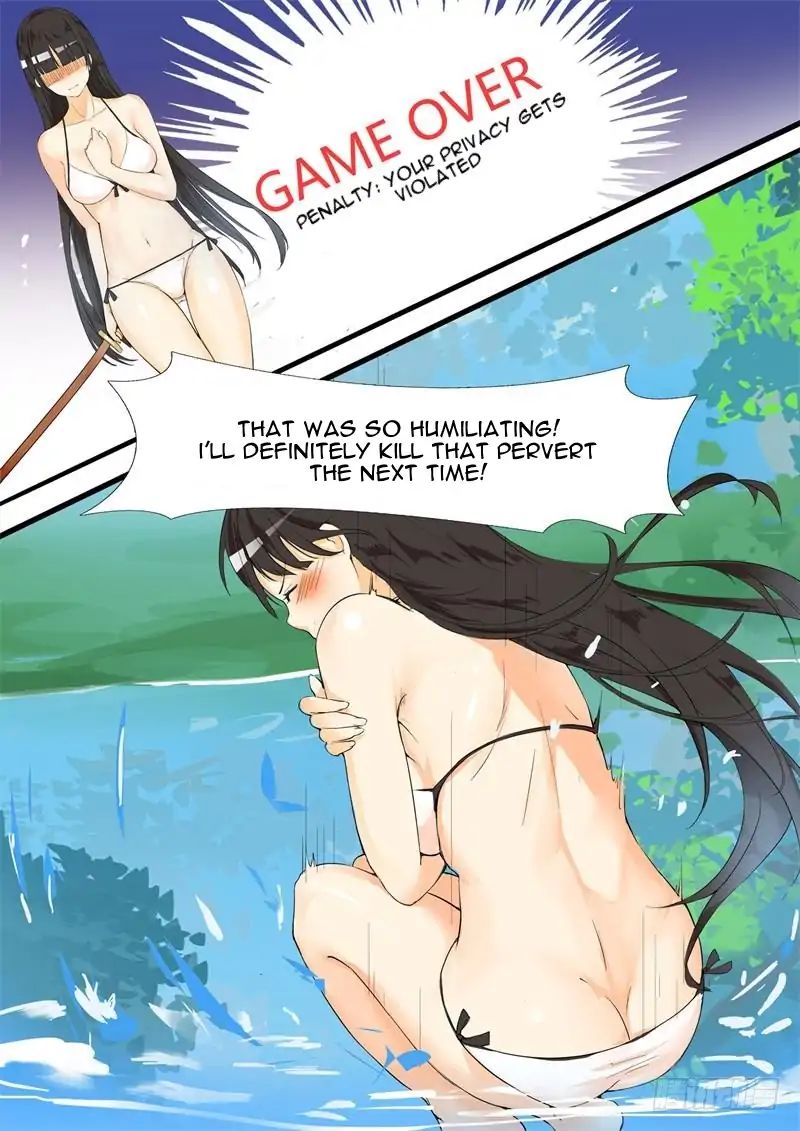 GAME OVER
PENALTY: YOUR PRIVACY GETS
VIOLATED
THAT WAS SO HUMILIATING!
I'LL DEFINITELY KILL THAT PERVERT
THE NEXT TIME!